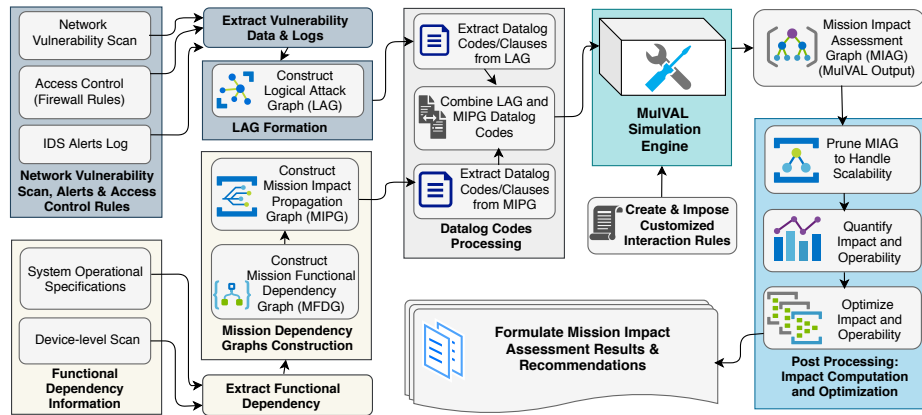 Network
Vulnerability Scan
Access Control
(Firewall Rules)
IDS Alerts Log
Network Vulnerability
Scan, Alerts & Access
Control Rules
Extract Vulnerability
Data & Logs
Construct
Logical Attack
Graph (LAG)
LAG Formation
Construct
Mission Impact
Propagation
Graph (MIPG)
Construct
Mission Functional
Dependency
Graph (MFDG)
Mission Dependency
Graphs Construction
System Operational
Specifications
Device-level Scan
Functional
Dependency
Information
Extract Functional
Dependency
Extract Datalog
Codes/Clauses
from LAG
Combine LAG and
MIPG Datalog
Codes
Extract Datalog
Codes/Clauses
from MIPG
Datalog Codes
Processing
MulVAL
Simulation
Engine
Create & Impose
Customized
Interaction Rules
Mission Impact
Assessment
Graph (MIAG)
(MulVAL Output)
Prune MIAG
to Handle
Scalability
Quantify
Impact and
Operability
Optimize
Impact and
Operability
Post Processing:
Impact Computation
and Optimization
Formulate Mission Impact
Assessment Results &
Recommendations